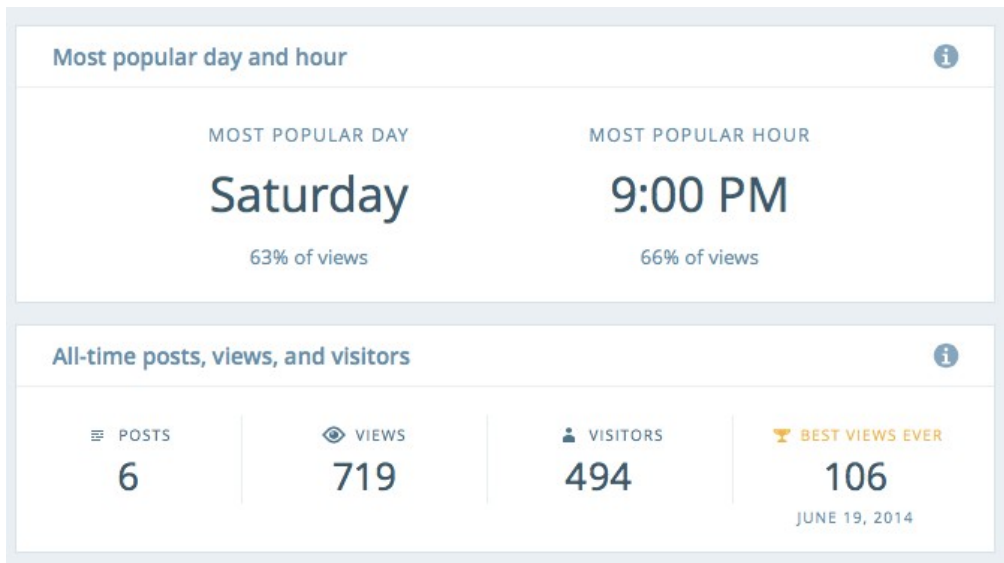 Most popular day and hour
MOST POPULAR DAY
Saturday
63% of views
MOST POPULAR HOUR
9:00 PM
66% of views
All-time posts, views, and visitors
POSTS
6
VIEWS
719
VISITORS
494
BEST VIEWS EVER
106
JUNE 19, 2014